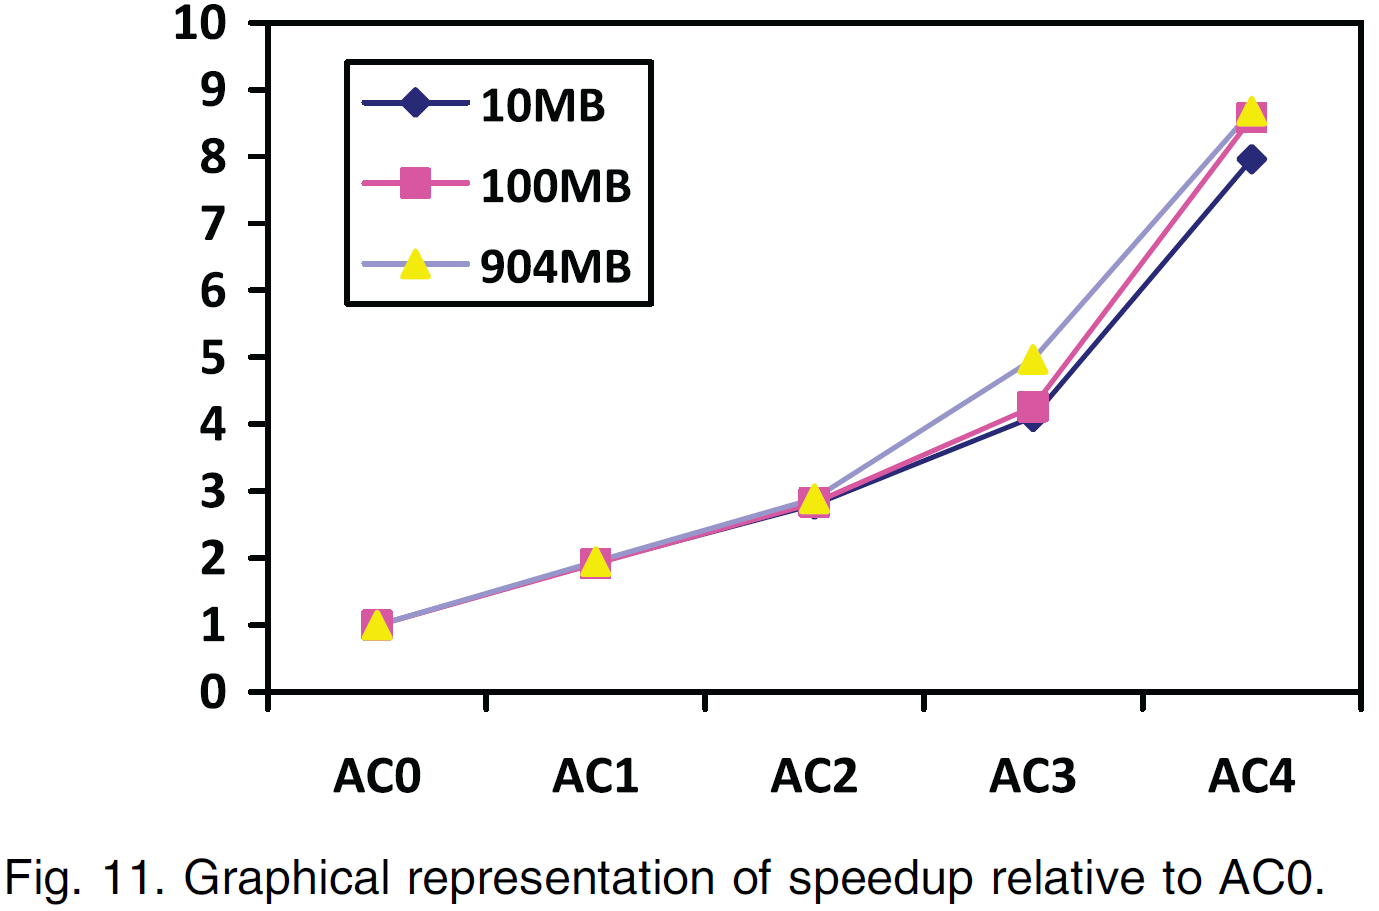 10
9
8
7
6
5
4
3
2
1
0
10MB
100MB
904MB
AC0 AC1 AC2 AC3 AC4
Fig. 11. Graphical representation of speedup relative to AC0.